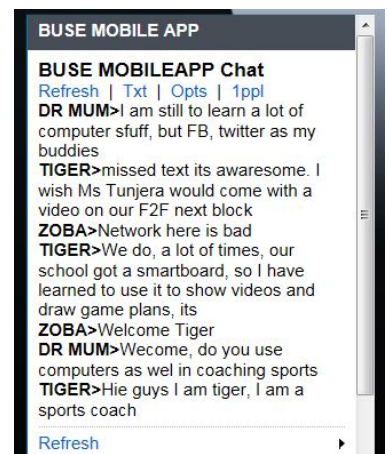 BUSE MOBILE APP
BUSE MOBILEAPP Chat
Refresh | Txt | Opts | 1ppl
DR MUM>I am still to learn a lot of
computer stuff, but FB, twitter as my
buddies
TIGER>missed text its awaresome. I
wish Ms Tunjera would come with a
video on our F2F next block
ZOBA>Network here is bad
TIGER>We do, a lot of times, our
school got a smartboard, so I have
learned to use it to show videos and
draw game plans, its
ZOBA>Welcome Tiger
DR MUM>Wecome, do you use
computers as wel in coaching sports
TIGER>Hie guys I am tiger, I am a
sports coach
Refresh